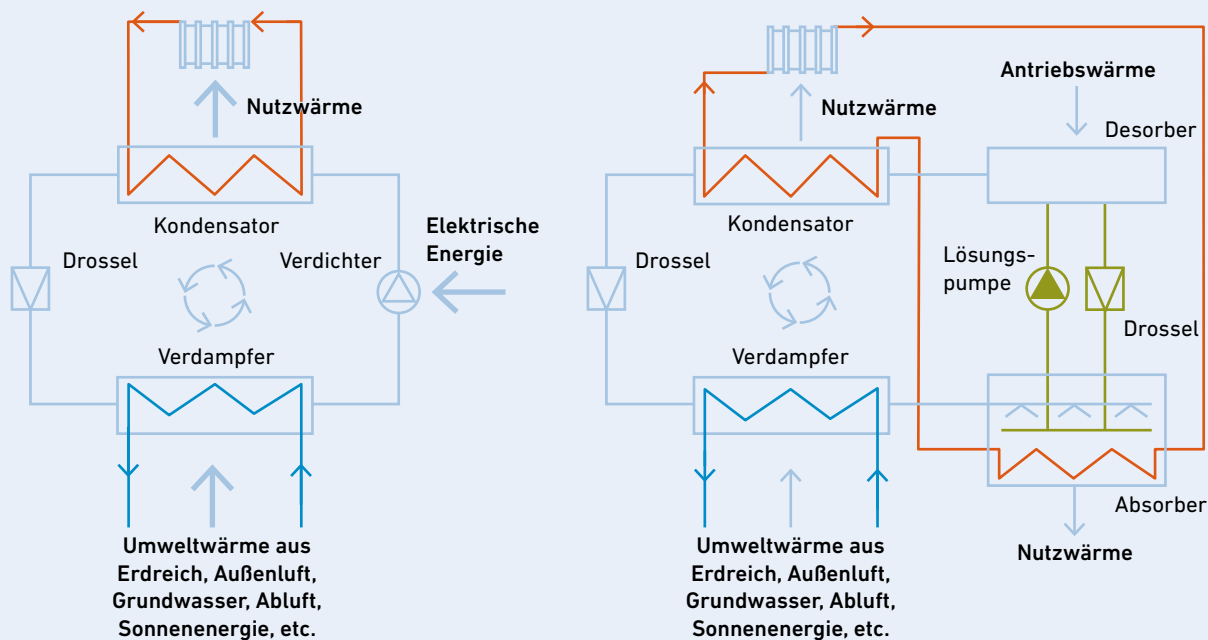 Nutzwärme
Kondensator
Elektrische
Energie
Drossel
Verdichter
Verdampfer
Umweltwärme aus
Erdreich, Außenluft,
Grundwasser, Abluft,
Sonnenenergie, etc.
Antriebswärme
Nutzwärme
Desorber
Kondensator
Drossel
Lösungs-
pumpe
Drossel
Verdampfer
Absorber
Nutzwärme
Umweltwärme aus
Erdreich, Außenluft,
Grundwasser, Abluft,
Sonnenenergie, etc.